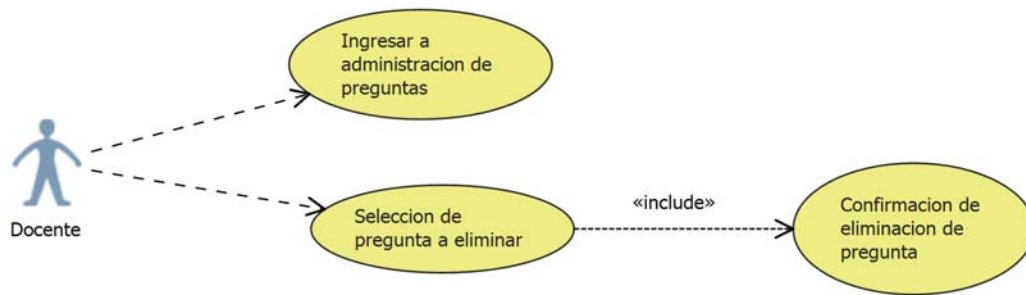 Ingresar a
administracion de
preguntas
Docente
Seleccion de
pregunta a eliminar
«include»
Confirmacion de
eliminacion de
pregunta